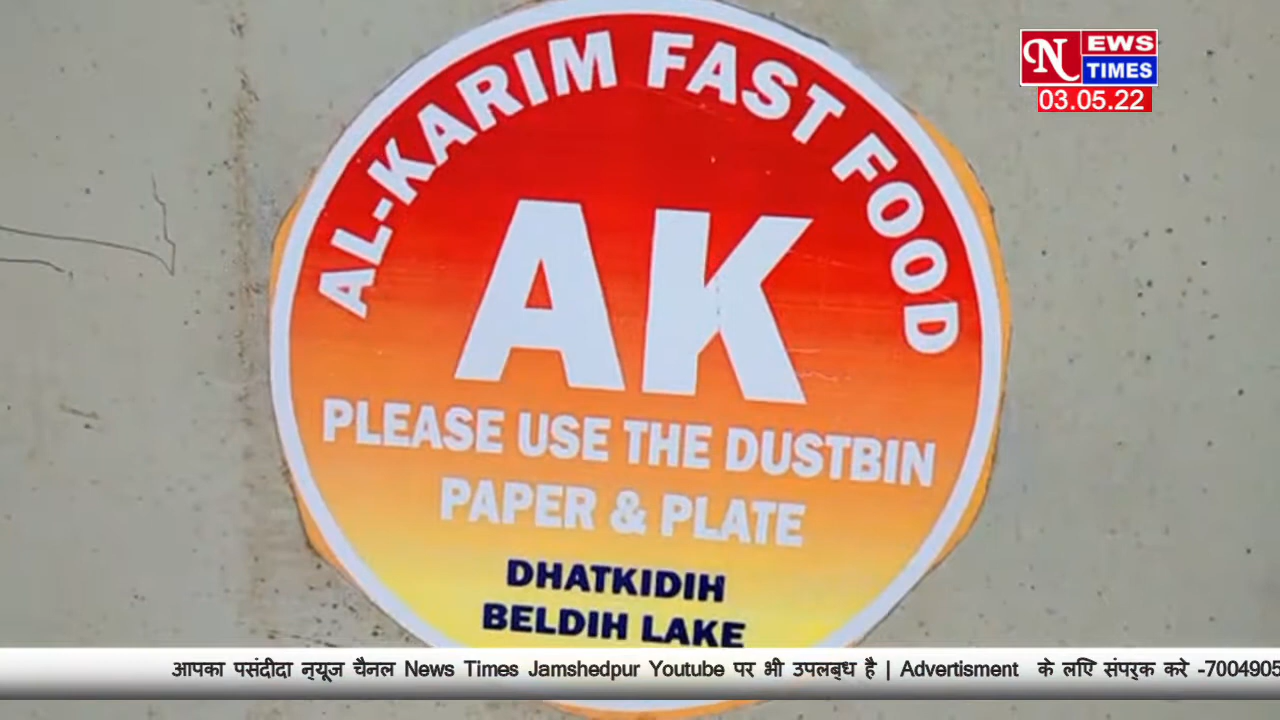 AL-KARIM FAST FOOD
AK
PLEASE USE THE DUSTBIN
PAPER & PLATE
DHATKIDIH
BELDIH LAKE
NEWS
TIMES
03.05.22
आपका पसंदीदा न्यूज चैनल News Times Jamshedpur Youtube पर भी उपलब्ध है | Advertisment के लिए संपर्क करे -7004905